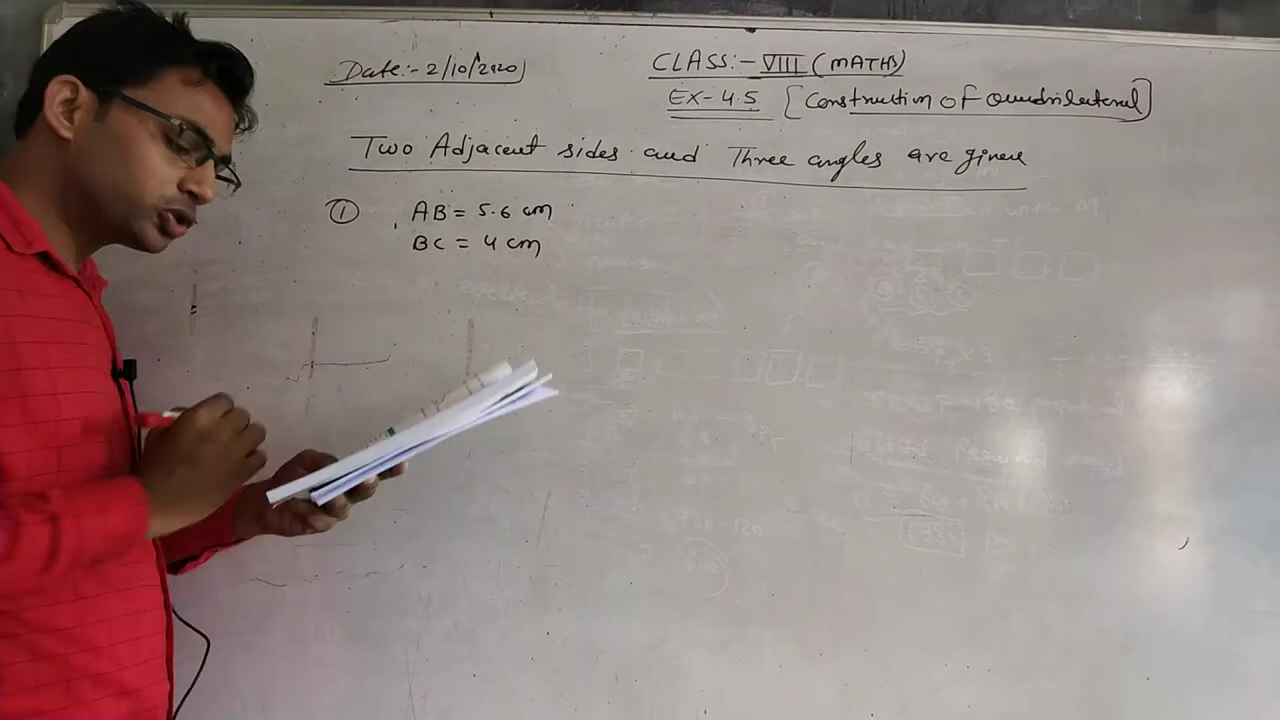 Date:- 2/10/2020
CLASS:- VIII (MATHS)
EX- 4.5 [Construction of Quadrilateral]
Two Adjacent sides and Three angles are given
① AB = 5.6 cm
BC = 4 cm